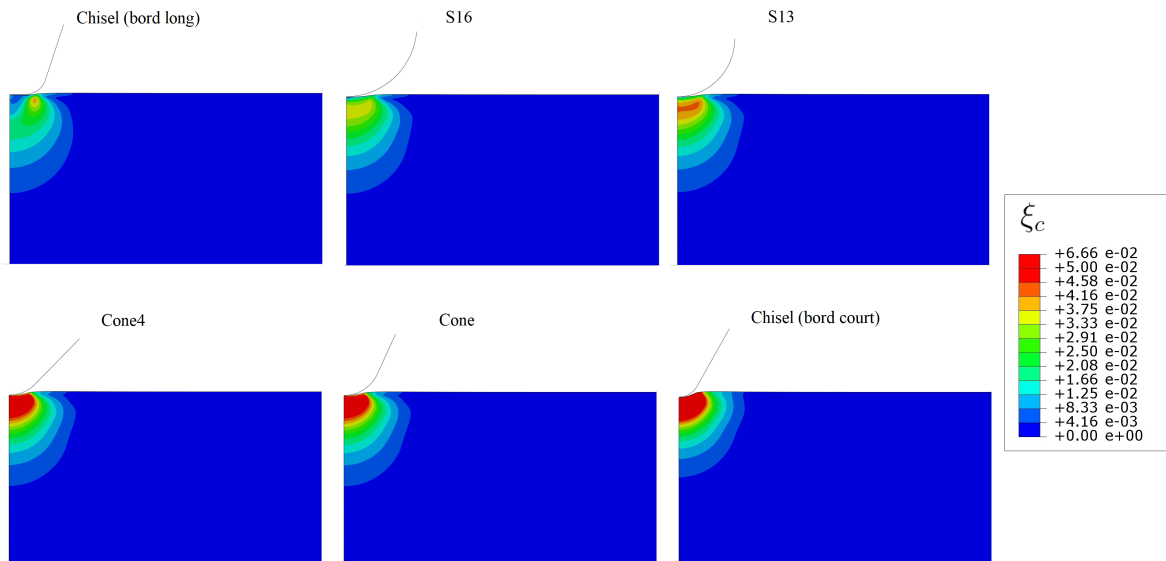 Chisel (bord long)
S16
S13
Cone4
Cone
Chisel (bord court)
ξc
+6.66 e-02
+5.00 e-02
+4.58 e-02
+4.16 e-02
+3.75 e-02
+3.33 e-02
+2.91 e-02
+2.50 e-02
+2.08 e-02
+1.66 e-02
+1.25 e-02
+8.33 e-03
+4.16 e-03
+0.00 e+00